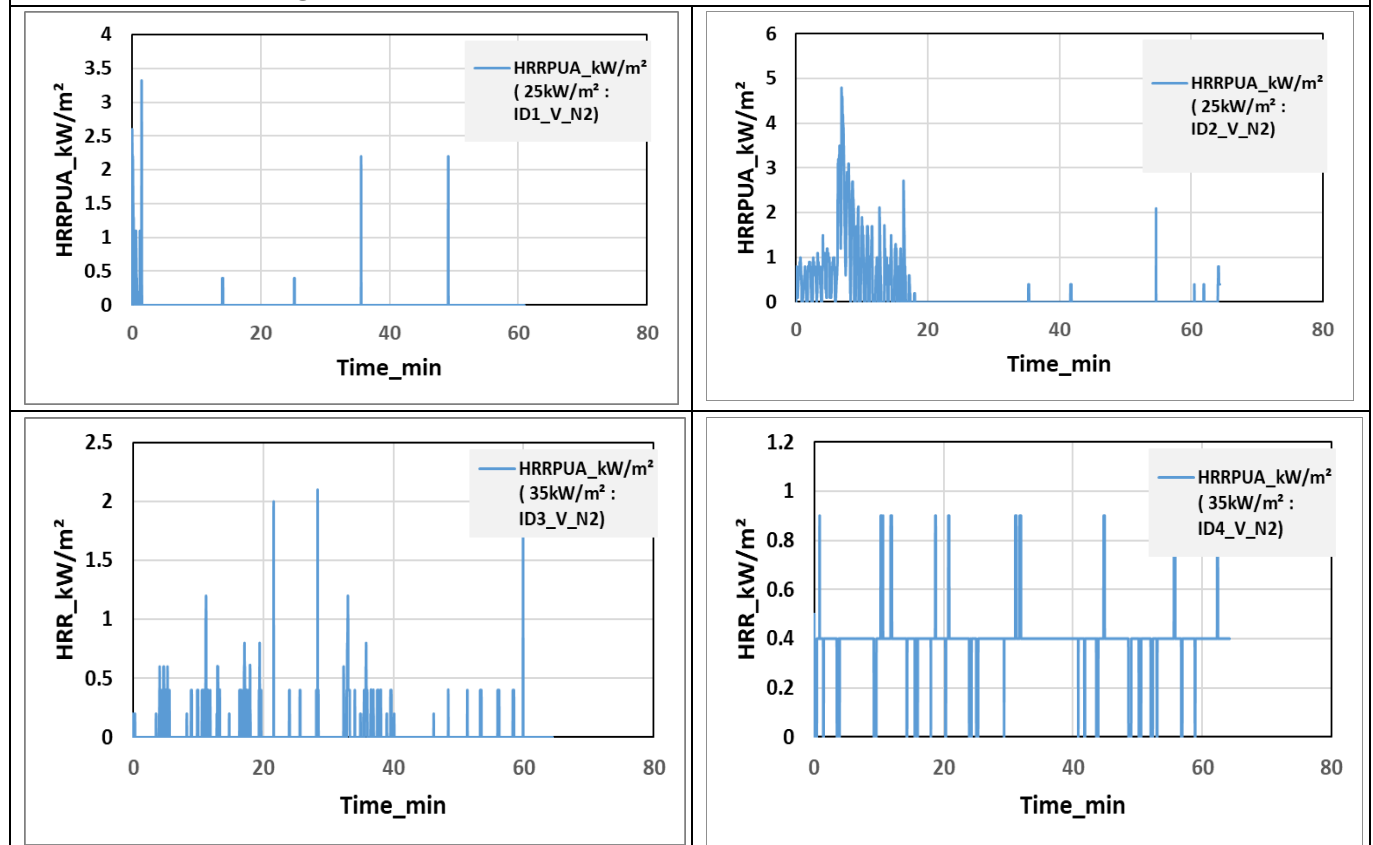 4
3.5
3
2.5
2
1.5
1
0.5
0
HRRPUA_kW/m²
HRRPUA_kW/m²
( 25kW/m² :
ID1_V_N2)
0 20 40 60 80
Time_min
6
5
4
3
2
1
0
HRRPUA_kW/m²
HRRPUA_kW/m²
( 25kW/m² :
ID2_V_N2)
0 20 40 60 80
Time_min
2.5
2
1.5
1
0.5
0
HRR_kW/m²
HRRPUA_kW/m²
( 35kW/m² :
ID3_V_N2)
0 20 40 60 80
Time_min
1.2
1
0.8
0.6
0.4
0.2
0
HRR_kW/m²
HRRPUA_kW/m²
( 35kW/m² :
ID4_V_N2)
0 20 40 60 80
Time_min